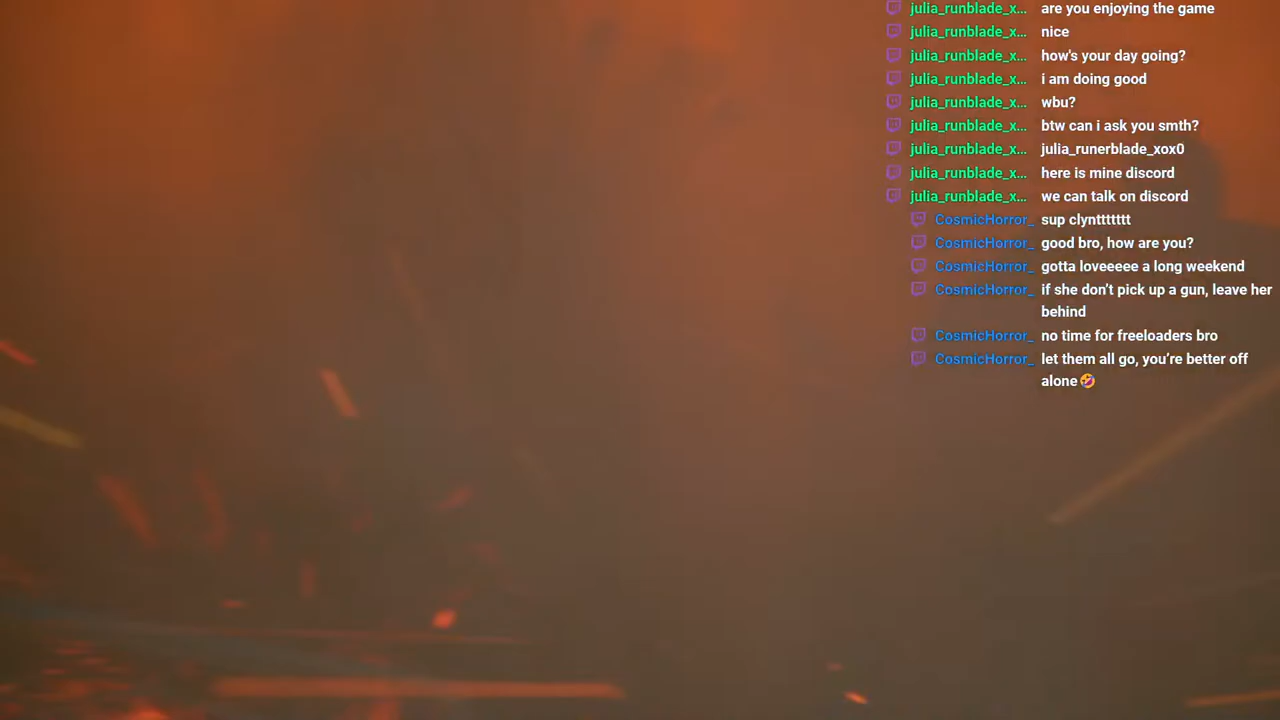 julia_runblade_x... are you enjoying the game
julia_runblade_x... nice
julia_runblade_x... how's your day going?
julia_runblade_x... i am doing good
julia_runblade_x... wbu?
julia_runblade_x... btw can i ask you smth?
julia_runblade_x... julia_runerblade_xox0
julia_runblade_x... here is mine discord
julia_runblade_x... we can talk on discord
CosmicHorror_ sup clynttttttt
CosmicHorror_ good bro, how are you?
CosmicHorror_ gotta loveeeee a long weekend
CosmicHorror_ if she don’t pick up a gun, leave her
behind
CosmicHorror_ no time for freeloaders bro
CosmicHorror_ let them all go, you’re better off
alone🤣